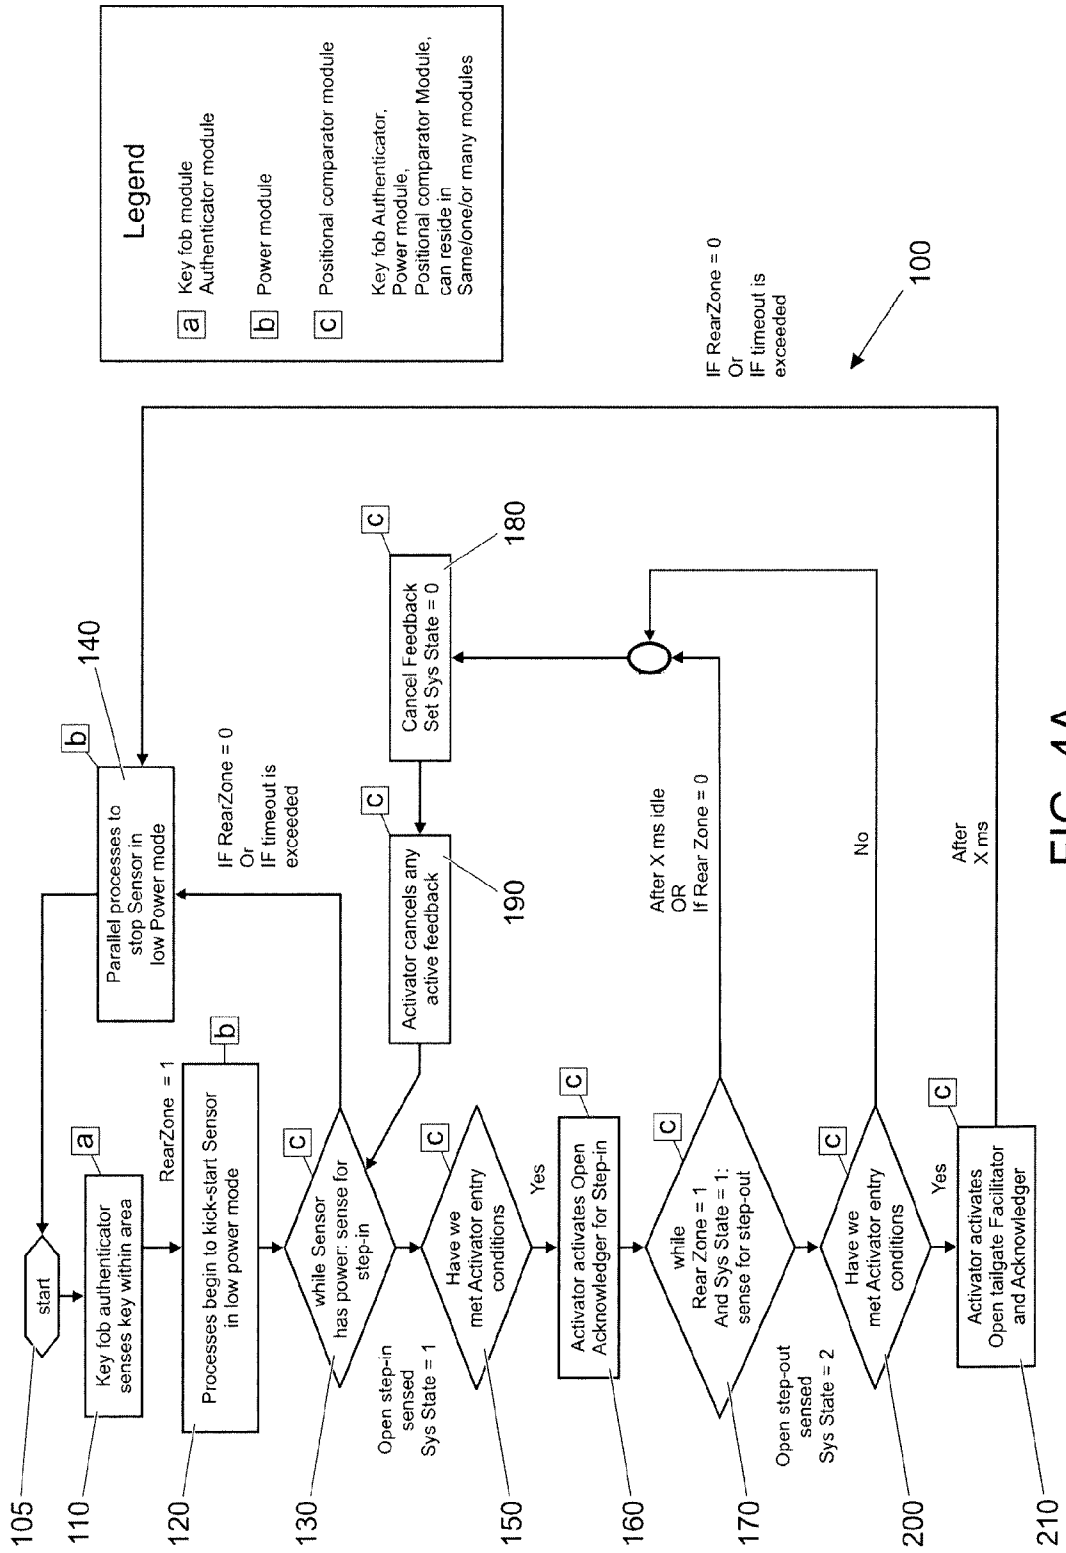 105
start
110
Key fob authenticator
senses key within area
a
RearZone = 1
120
Processes begin to kick-start Sensor
in low power mode
b
130
while Sensor
has power: sense for
step-in
c
IF RearZone = 0
Or
IF timeout is
exceeded
140
Parallel processes to
stop Sensor in
low Power mode
b
Open step-in
sensed
Sys State = 1
150
Have we
met Activator entry
conditions
c
Yes
160
Activator activates Open
Acknowledger for Step-in
c
170
while
Rear Zone = 1
And Sys State = 1:
sense for step-out
c
After X ms idle
OR
If Rear Zone = 0
180
Cancel Feedback
Set Sys State = 0
c
190
Activator cancels any
active feedback
c
Open step-out
sensed
Sys State = 2
200
Have we
met Activator entry
conditions
c
No
Yes
210
Activator activates
Open tailgate Facilitator
and Acknowledger
c
After
X ms
IF RearZone = 0
Or
IF timeout is
exceeded
100
Legend
a Key fob module
Authenticator module
b Power module
c Positional comparator module
Key fob Authenticator,
Power module,
Positional comparator Module,
can reside in
Same/one/or many modules
FIG. 4A